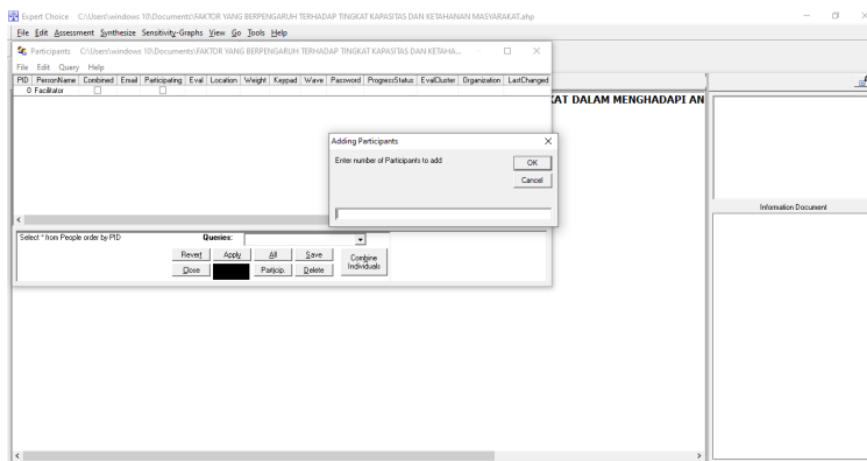 Expert Choice C:\Users\windows 10\Documents\FAKTOR YANG BERPENGARUH TERHADAP TINGKAT KAPASITAS DAN KETAHANAN MASYARAKAT.ahp
File Edit Assessment Synthesize Sensitivity-Graphs View Go Tools Help
Participants C:\Users\windows 10\Documents\FAKTOR YANG BERPENGARUH TERHADAP TINGKAT KAPASITAS DAN KETAHA...
File Edit Query Help
PID PersonName Combined Email Participating Eval Location Weight Keypad Wave Password ProgressStatus EvalCluster Organization LastChanged
0 Facilitator
KAT DALAM MENGHADAPI AN
Adding Participants
Enter number of Participants to add
OK
Cancel
Information Document
Select * from People order by PID
Queries:
Revert Apply All Save
Close Particip. Delete
Combine Individuals